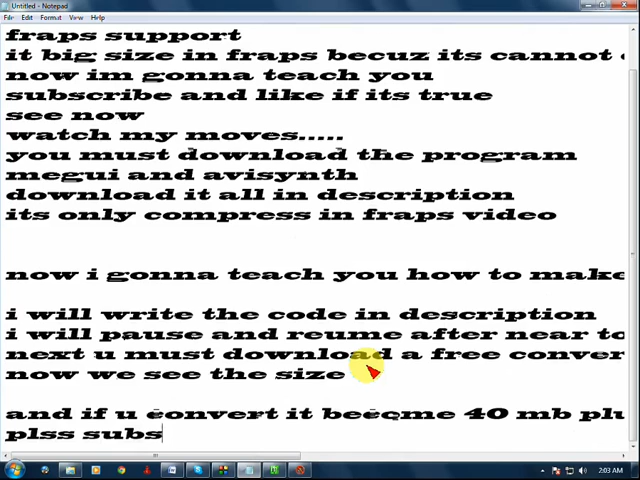 Untitled - Notepad
File Edit Format View Help
fraps support
it big size in fraps becuz its cannot
now im gonna teach you
subscribe and like if its true
see now
watch my moves.....
you must download the program
megui and avisynth
download it all in description
its only compress in fraps video
now i gonna teach you how to make
i will write the code in description
i will pause and reume after near to
next u must download a free conver
now we see the size
and if u convert it become 40 mb plu
plss subs
2:03 AM